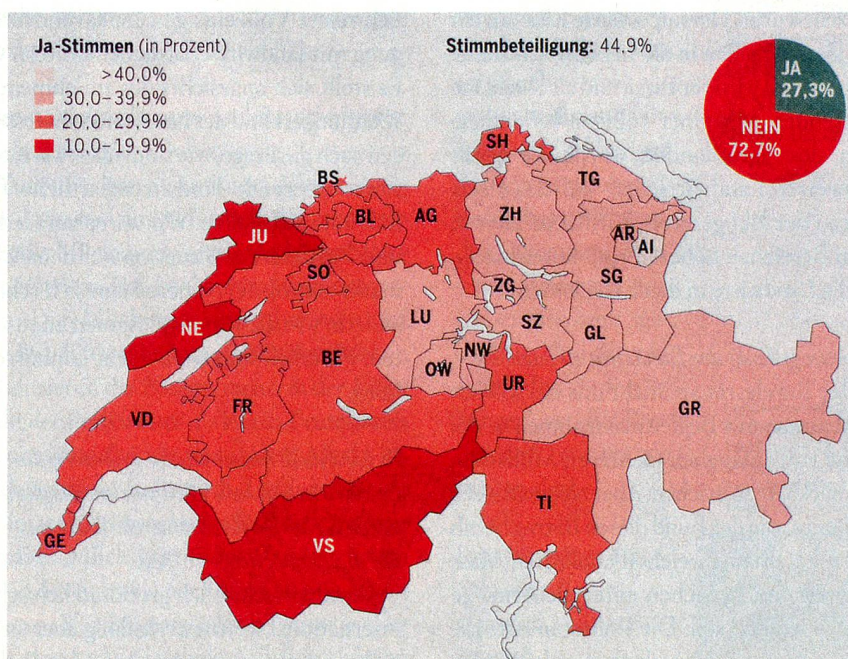 Ja-Stimmen (in Prozent)
>40,0%
30,0–39,9%
20,0–29,9%
10,0–19,9%
Stimmbeteiligung: 44,9%
JA
27,3%
NEIN
72,7%
SH
BS
TG
BL
AG
ZH
JU
AR
AI
SO
SG
ZG
NE
LU
SZ
GL
BE
NW
OW
UR
VD
FR
GR
TI
GE
VS